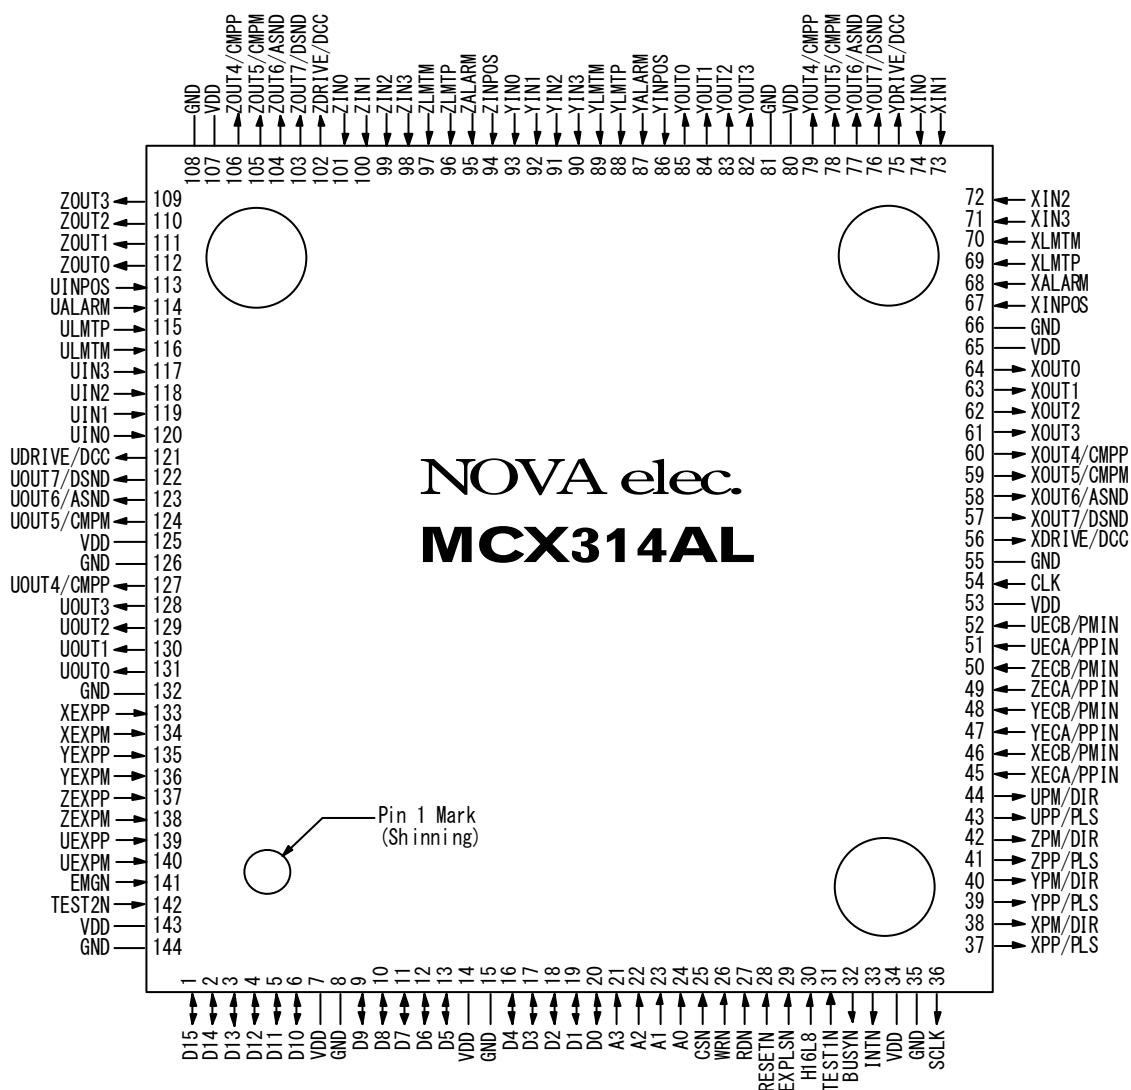 GND
VDD
ZOUT4/CMPP
ZOUT5/CMPM
ZOUT6/ASND
ZOUT7/DSND
ZDRIVE/DCC
ZIN0
ZIN1
ZIN2
ZIN3
ZLMTM
ZLMTP
ZALARM
ZINPOS
YIN0
YIN1
YIN2
YIN3
YLMTM
YLMTP
YALARM
YINPOS
YOUT0
YOUT1
YOUT2
YOUT3
GND
VDD
YOUT4/CMPP
YOUT5/CMPM
YOUT6/ASND
YOUT7/DSND
YDRIVE/DCC
XIN0
XIN1
108
107
106
105
104
103
102
101
100
99
98
97
96
95
94
93
92
91
90
89
88
87
86
85
84
83
82
81
80
79
78
77
76
75
74
73
ZOUT3 109
ZOUT2 110
ZOUT1 111
ZOUT0 112
UINPOS 113
UALARM 114
ULMTP 115
ULMTM 116
UIN3 117
UIN2 118
UIN1 119
UIN0 120
UDRIVE/DCC 121
UOUT7/DSND 122
UOUT6/ASND 123
UOUT5/CMPM 124
VDD 125
GND 126
UOUT4/CMPP 127
UOUT3 128
UOUT2 129
UOUT1 130
UOUT0 131
GND 132
XEXPP 133
XEXPM 134
YEXPP 135
YEXPM 136
ZEXPP 137
ZEXPM 138
UEXPP 139
UEXPM 140
EMGN 141
TEST2N 142
VDD 143
GND 144
NOVA elec.
MCX314AL
Pin 1 Mark
(Shinning)
72 XIN2
71 XIN3
70 XLMTM
69 XLMTP
68 XALARM
67 XINPOS
66 GND
65 VDD
64 XOUT0
63 XOUT1
62 XOUT2
61 XOUT3
60 XOUT4/CMPP
59 XOUT5/CMPM
58 XOUT6/ASND
57 XOUT7/DSND
56 XDRIVE/DCC
55 GND
54 CLK
53 VDD
52 UECB/PMIN
51 UECA/PPIN
50 ZECB/PMIN
49 ZECA/PPIN
48 YECB/PMIN
47 YECA/PPIN
46 XECB/PMIN
45 XECA/PPIN
44 UPM/DIR
43 UPP/PLS
42 ZPM/DIR
41 ZPP/PLS
40 YPM/DIR
39 YPP/PLS
38 XPM/DIR
37 XPP/PLS
1
2
3
4
5
6
7
8
9
10
11
12
13
14
15
16
17
18
19
20
21
22
23
24
25
26
27
28
29
30
31
32
33
34
35
36
D15
D14
D13
D12
D11
D10
VDD
GND
D9
D8
D7
D6
D5
VDD
GND
D4
D3
D2
D1
D0
A3
A2
A1
A0
CSN
WRN
RDN
RESETN
EXPLSN
H16L8
TEST1N
BUSYN
INTN
VDD
GND
SCLK